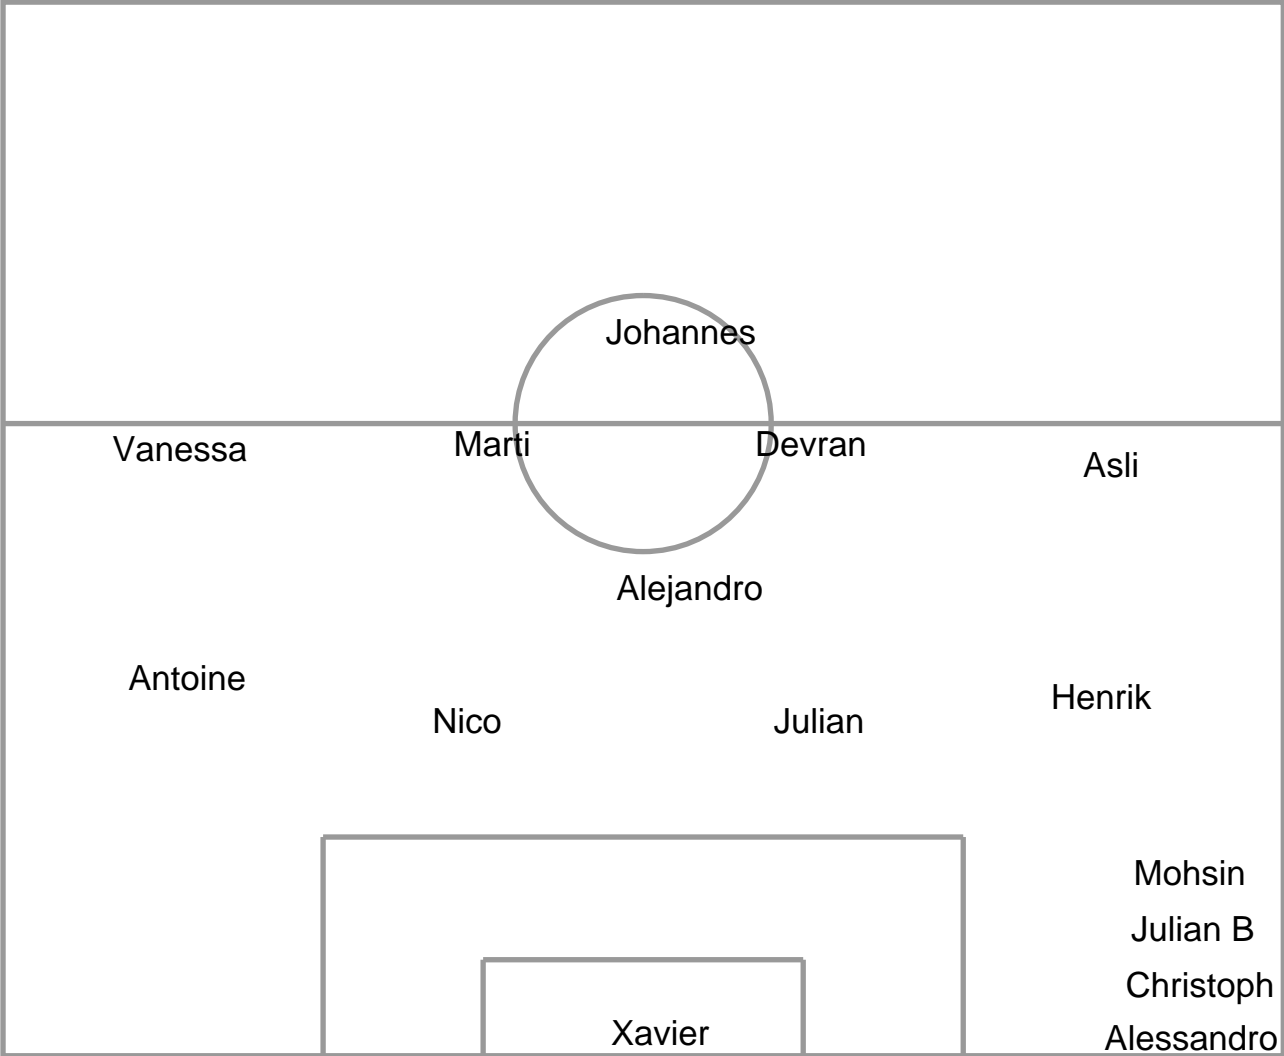 Johannes
Vanessa
Marti
Devran
Asli
Alejandro
Antoine
Nico
Julian
Henrik
Mohsin
Julian B
Christoph
Xavier
Alessandro